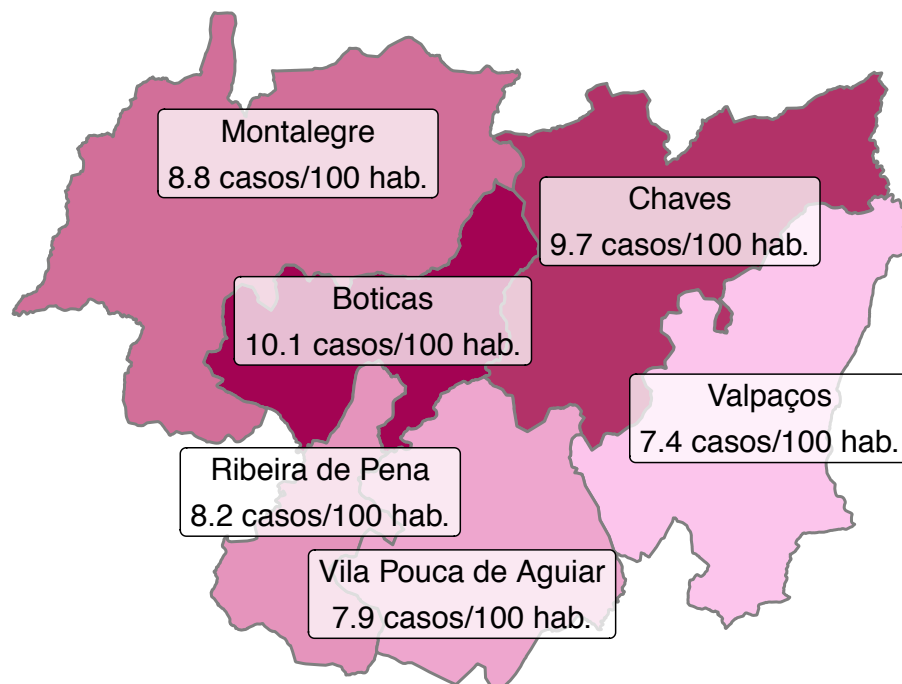 Montalegre
8.8 casos/100 hab.
Chaves
9.7 casos/100 hab.
Boticas
10.1 casos/100 hab.
Valpaços
7.4 casos/100 hab.
Ribeira de Pena
8.2 casos/100 hab.
Vila Pouca de Aguiar
7.9 casos/100 hab.